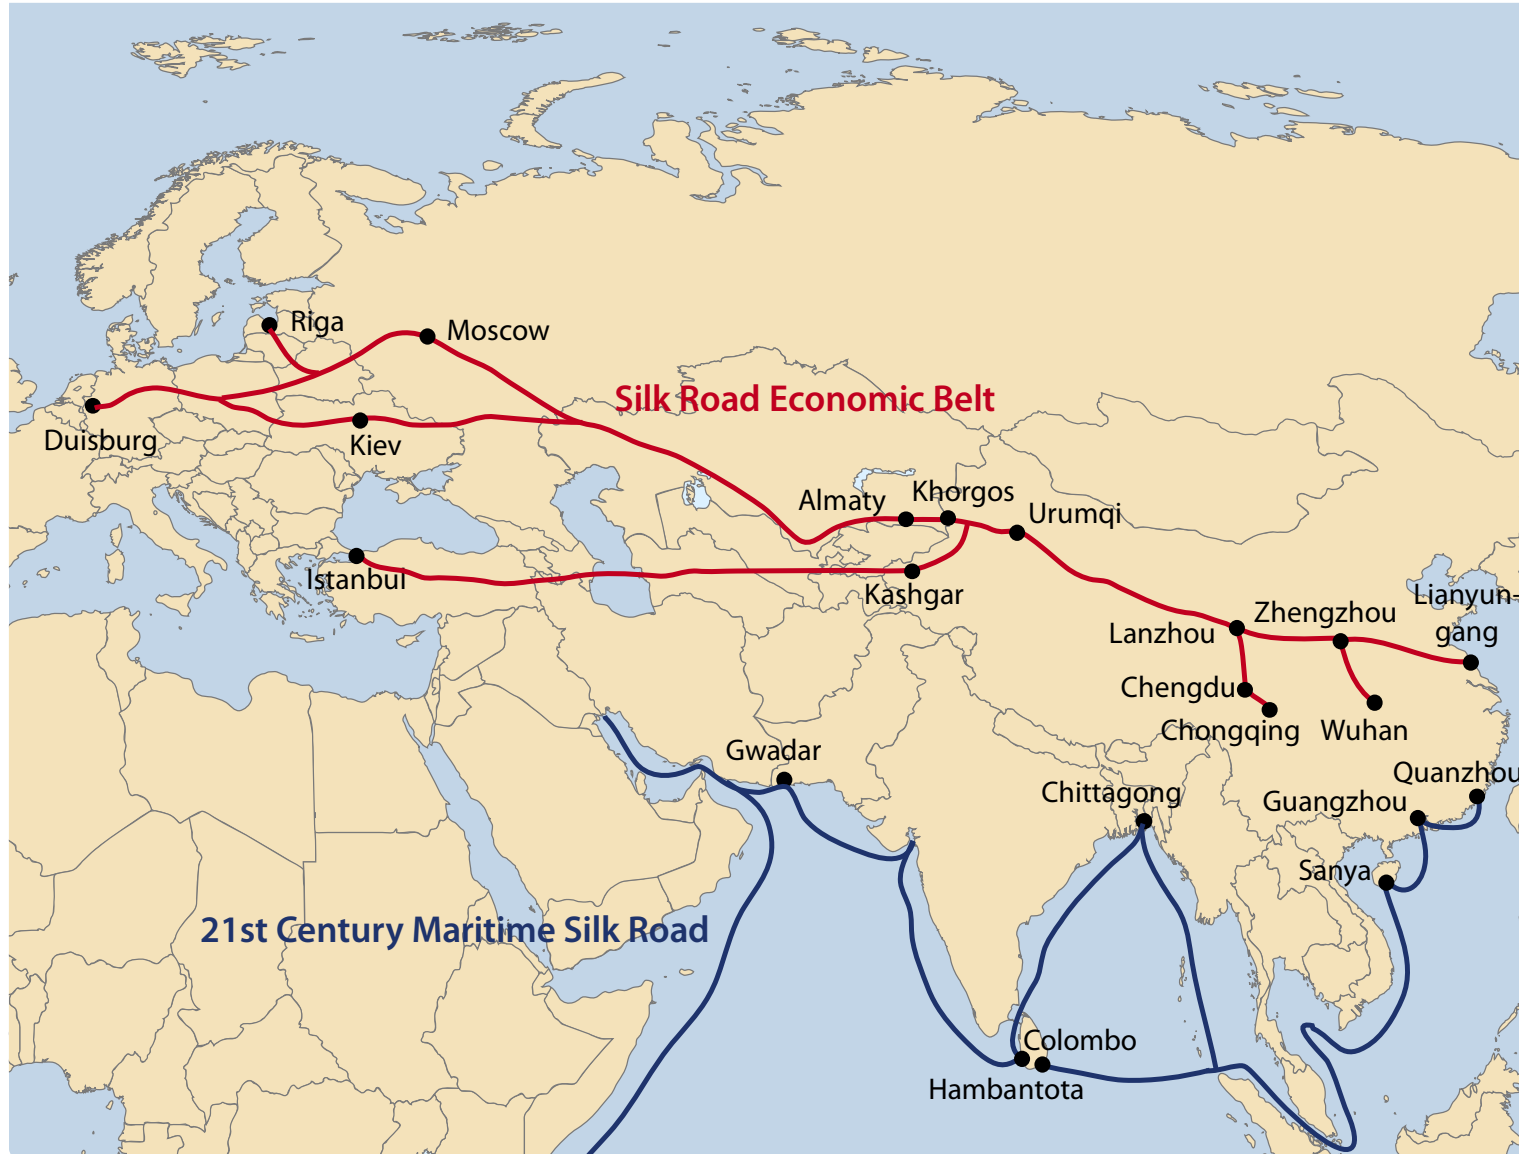 Riga
Moscow
Silk Road Economic Belt
Duisburg
Kiev
Almaty
Khorgos
Urumqi
Istanbul
Kashgar
Lianyun-
gang
Zhengzhou
Lanzhou
Chengdu
Chongqing
Wuhan
Gwadar
Chittagong
Quanzhou
Guangzhou
Sanya
21st Century Maritime Silk Road
Colombo
Hambantota